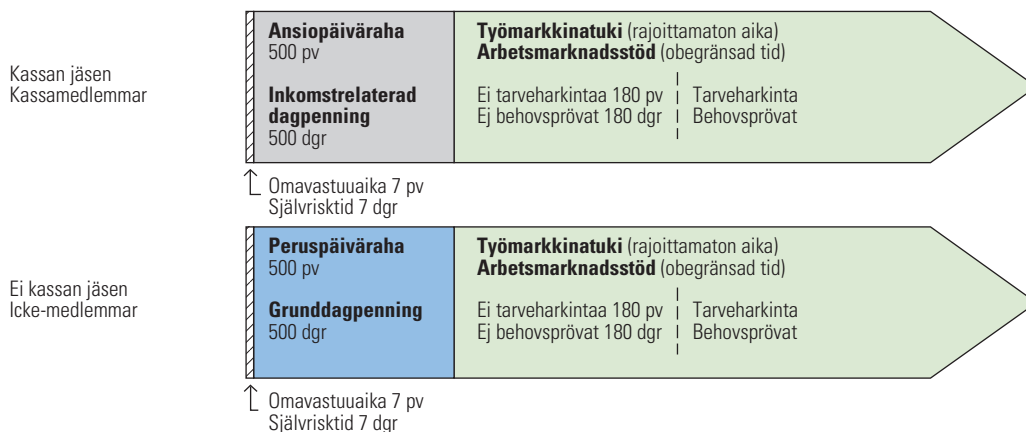 Kassan jäsen
Kassamedlemmar
Ansiopäiväraha
500 pv
Inkomstrelaterad
dagpenning
500 dgr
Työmarkkinatuki (rajoittamaton aika)
Arbetsmarknadsstöd (obegränsad tid)
Ei tarveharkintaa 180 pv
Ej behovsprövat 180 dgr
Tarveharkinta
Behovsprövat
Omavastuuaika 7 pv
Självrisktid 7 dgr
Ei kassan jäsen
Icke-medlemmar
Peruspäiväraha
500 pv
Grunddagpenning
500 dgr
Työmarkkinatuki (rajoittamaton aika)
Arbetsmarknadsstöd (obegränsad tid)
Ei tarveharkintaa 180 pv
Ej behovsprövat 180 dgr
Tarveharkinta
Behovsprövat
Omavastuuaika 7 pv
Självrisktid 7 dgr